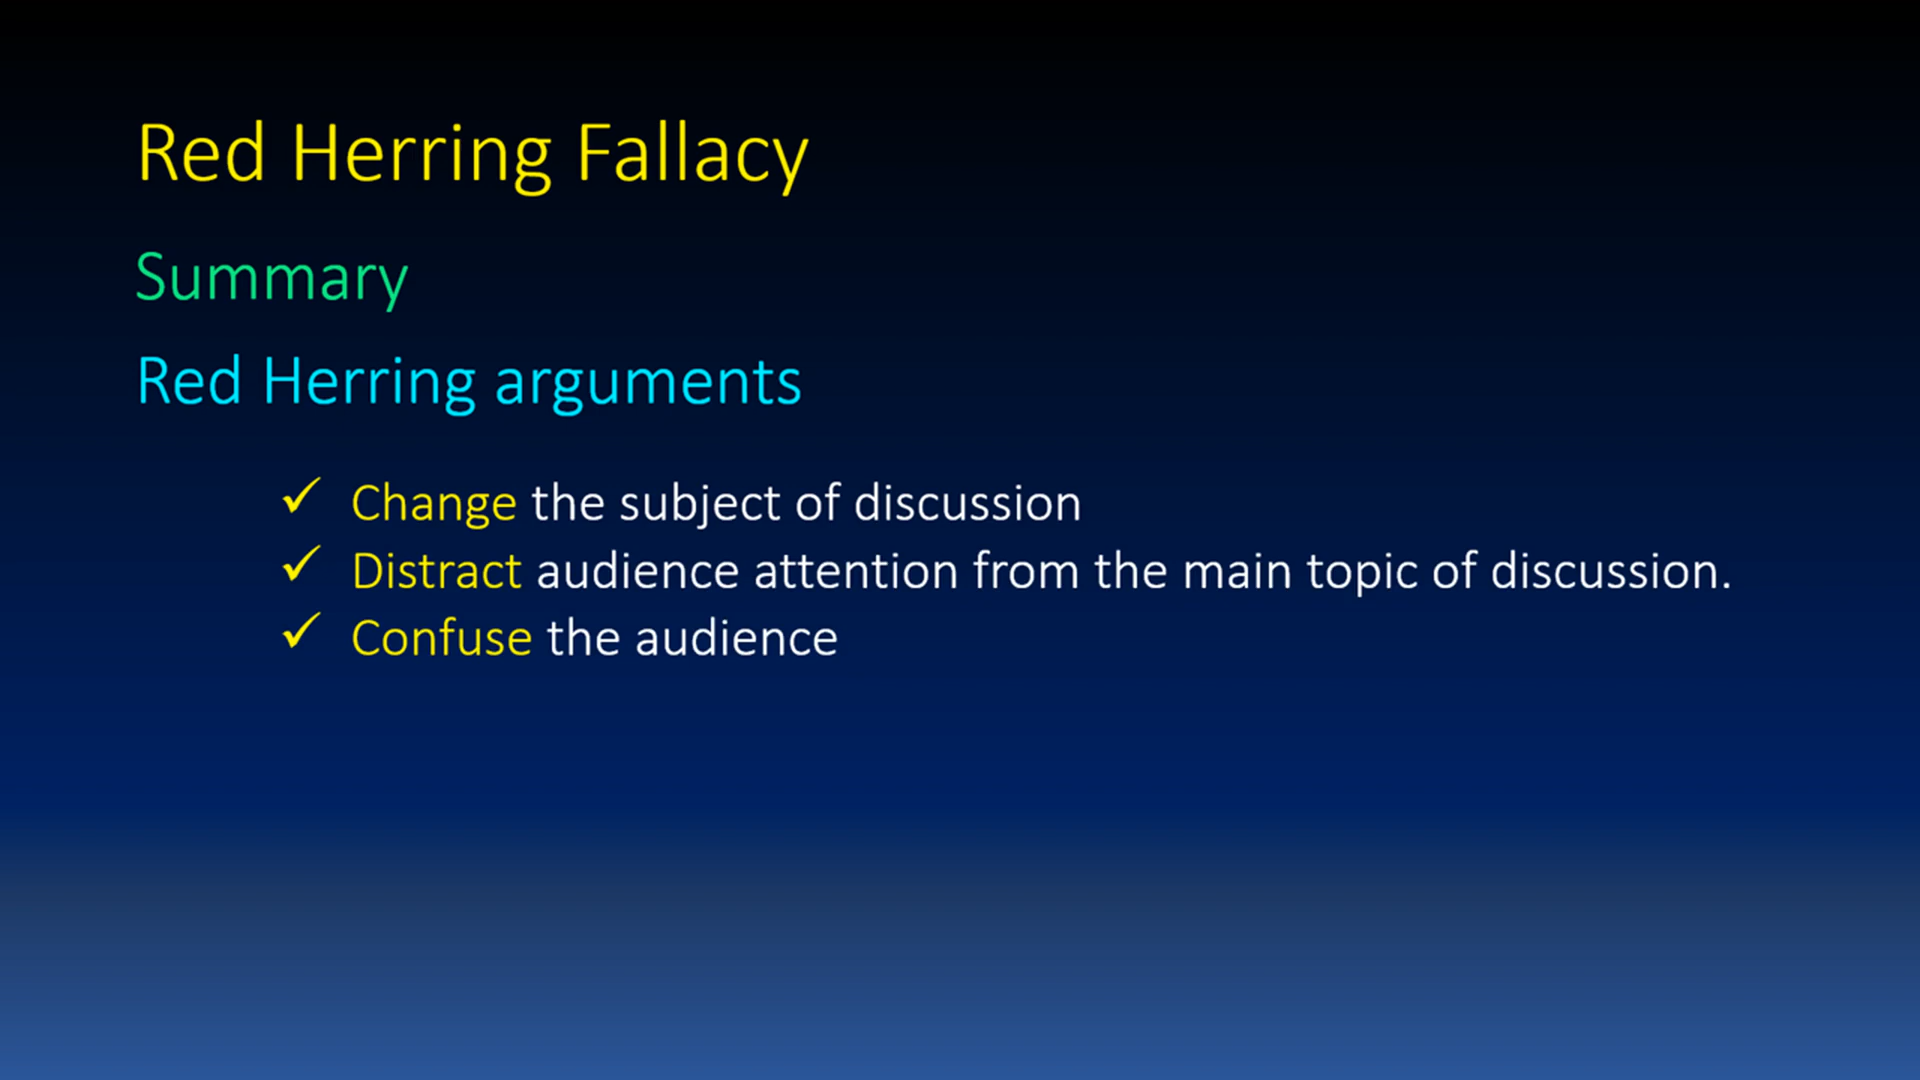 Red Herring Fallacy
Summary
Red Herring arguments
✓ Change the subject of discussion
✓ Distract audience attention from the main topic of discussion.
✓ Confuse the audience